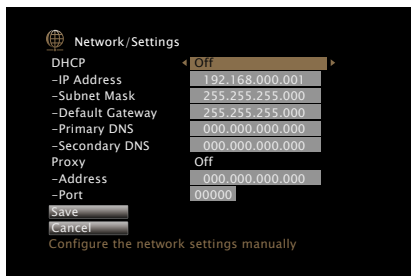 Network/Settings
DHCP Off
–IP Address 192.168.000.001
–Subnet Mask 255.255.255.000
–Default Gateway 255.255.255.000
–Primary DNS 000.000.000.000
–Secondary DNS 000.000.000.000
Proxy Off
–Address 000.000.000.000
–Port 00000
Save
Cancel
Configure the network settings manually